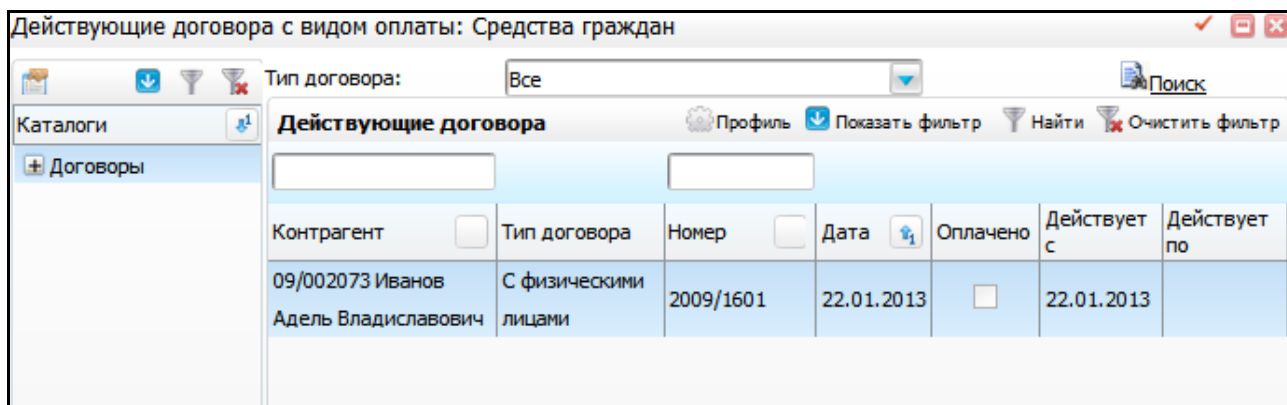 Действующие договора с видом оплаты: Средства граждан
Тип договора: Все Поиск
Каталоги 1
Действующие договора Профиль Показать фильтр Найти Очистить фильтр
Договоры
Контрагент Тип договора Номер Дата 1 Оплачено Действует с Действует по
09/002073 Иванов
Адель Владиславович
С физическими
лицами
2009/1601 22.01.2013 22.01.2013